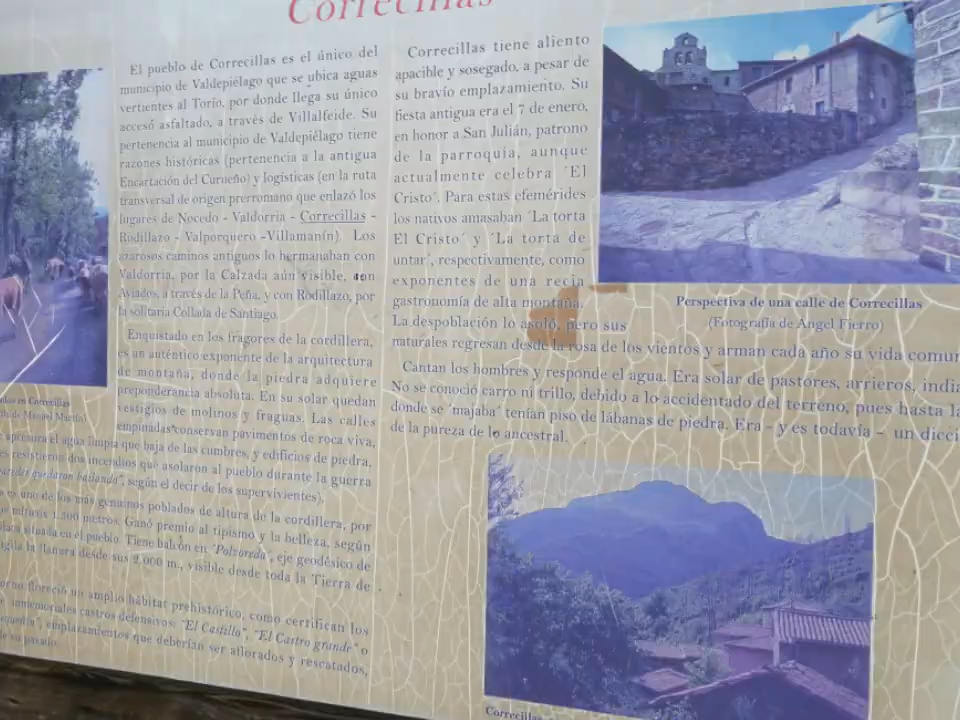 Correcillas
El pueblo de Correcillas es el único del
municipio de Valdepiélago que se ubica aguas
vertientes al Torío, por donde llega su único
acceso asfaltado, a través de Villalfeide. Su
pertenencia al municipio de Valdepiélago tiene
razones históricas (pertenencia a la antigua
Encartación del Curueño) y logísticas (en la ruta
transversal de origen prerromano que enlazó los
lugares de Nocedo - Valdorria - Correcillas -
Rodillazo - Valporquero -Villamanín). Los
azarosos caminos antiguos lo hermanaban con
Valdorria, por la Calzada aún visible, con
Aviados, a través de la Peña, y con Rodillazo, por
la solitaria Collada de Santiago.
Enquistado en los fragores de la cordillera,
es un auténtico exponente de la arquitectura
de montaña, donde la piedra adquiere
preponderancia absoluta. En su solar quedan
vestigios de molinos y fraguas. Las calles
empinadas conservan pavimentos de roca viva,
apresura el agua limpia que baja de las cumbres, y edificios de piedra,
resistieron dos incendios que asolaron al pueblo durante la guerra
paredes quedaron bailando", según el decir de los supervivientes).
es uno de los más genuinos poblados de altura de la cordillera, por
1.300 metros. Ganó premio al tipismo y la belleza, según
placa situada en el pueblo. Tiene balcón en "Polvoreda", eje geodésico de
vigila la llanura desde sus 2.000 m., visible desde toda la Tierra de
floreció un amplio hábitat prehistórico, como certifican los
inmemoriales castros defensivos: "El Castillo", "El Castro grande" o
emplazamientos que deberían ser aflorados y rescatados,
su pasado.
en Correcillas
de Manuel Martín)
Correcillas tiene aliento
apacible y sosegado, a pesar de
su bravío emplazamiento. Su
fiesta antigua era el 7 de enero,
en honor a San Julián, patrono
de la parroquia, aunque
actualmente celebra ´El
Cristo´. Para estas efemérides
los nativos amasaban ´La torta
El Cristo´ y ´La torta de
untar´, respectivamente, como
exponentes de una recia
gastronomía de alta montaña.
La despoblación lo asoló, pero sus
naturales regresan desde la rosa de los vientos y arman cada año su vida comun
Cantan los hombres y responde el agua. Era solar de pastores, arrieros, india
No se conoció carro ni trillo, debido a lo accidentado del terreno, pues hasta la
donde se ´majaba´ tenían piso de lábanas de piedra. Era - y es todavía - un dicci
de la pureza de lo ancestral.
Perspectiva de una calle de Correcillas
(Fotografía de Angel Fierro)
Correcillas